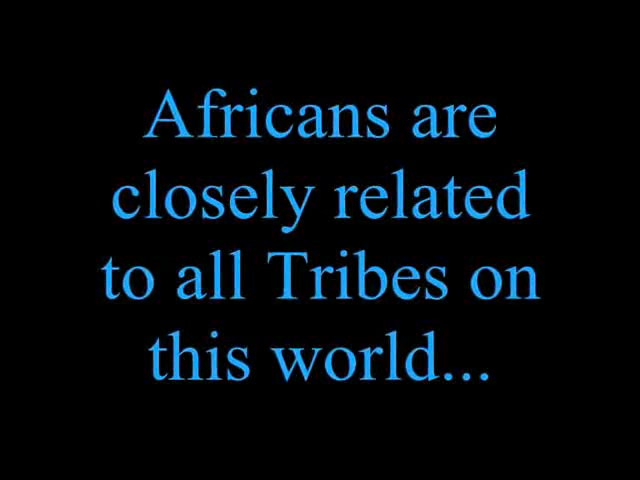 Africans are
closely related
to all Tribes on
this world...